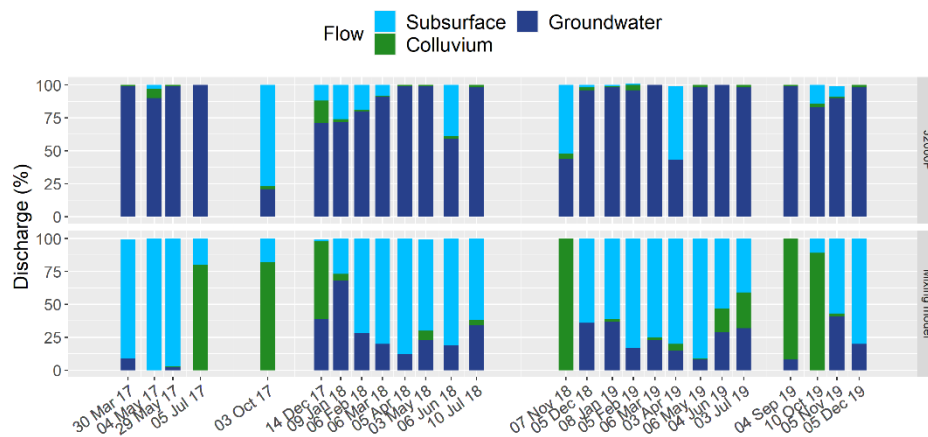 Flow Subsurface Groundwater
Colluvium
Discharge (%)
100
75
50
25
0
100
75
50
25
0
Mixing model
30 Mar 17
04 May 17
29 May 17
05 Jul 17
03 Oct 17
14 Dec 17
09 Jan 18
06 Feb 18
06 Mar 18
05 Apr 18
03 May 18
06 Jun 18
10 Jul 18
07 Nov 18
05 Dec 18
08 Jan 19
05 Feb 19
06 Mar 19
03 Apr 19
06 May 19
04 Jun 19
03 Jul 19
04 Sep 19
10 Oct 19
05 Nov 19
05 Dec 19